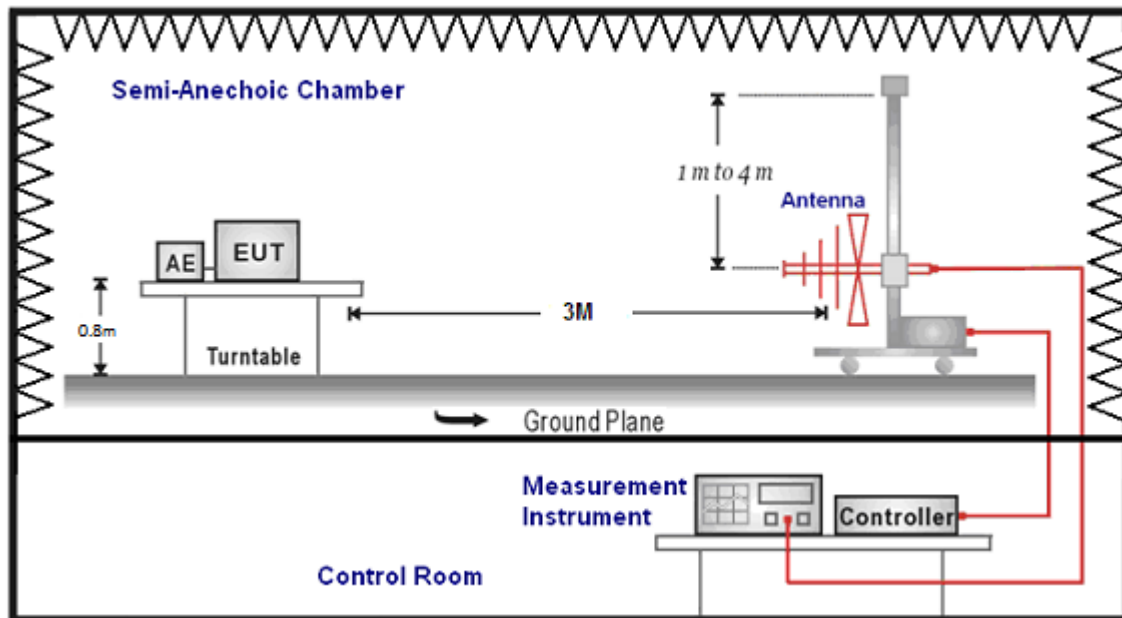 Semi-Anechoic Chamber
1 m to 4 m
Antenna
AE
EUT
3M
0.8m
Turntable
Ground Plane
Measurement
Instrument
Controller
Control Room